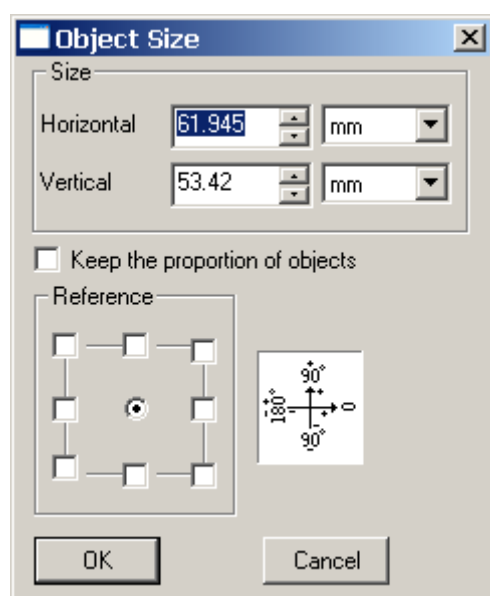 Object Size
Size
Horizontal 61.945 mm
Vertical 53.42 mm
Keep the proportion of objects
Reference
90°
180° 0
90°
OK Cancel